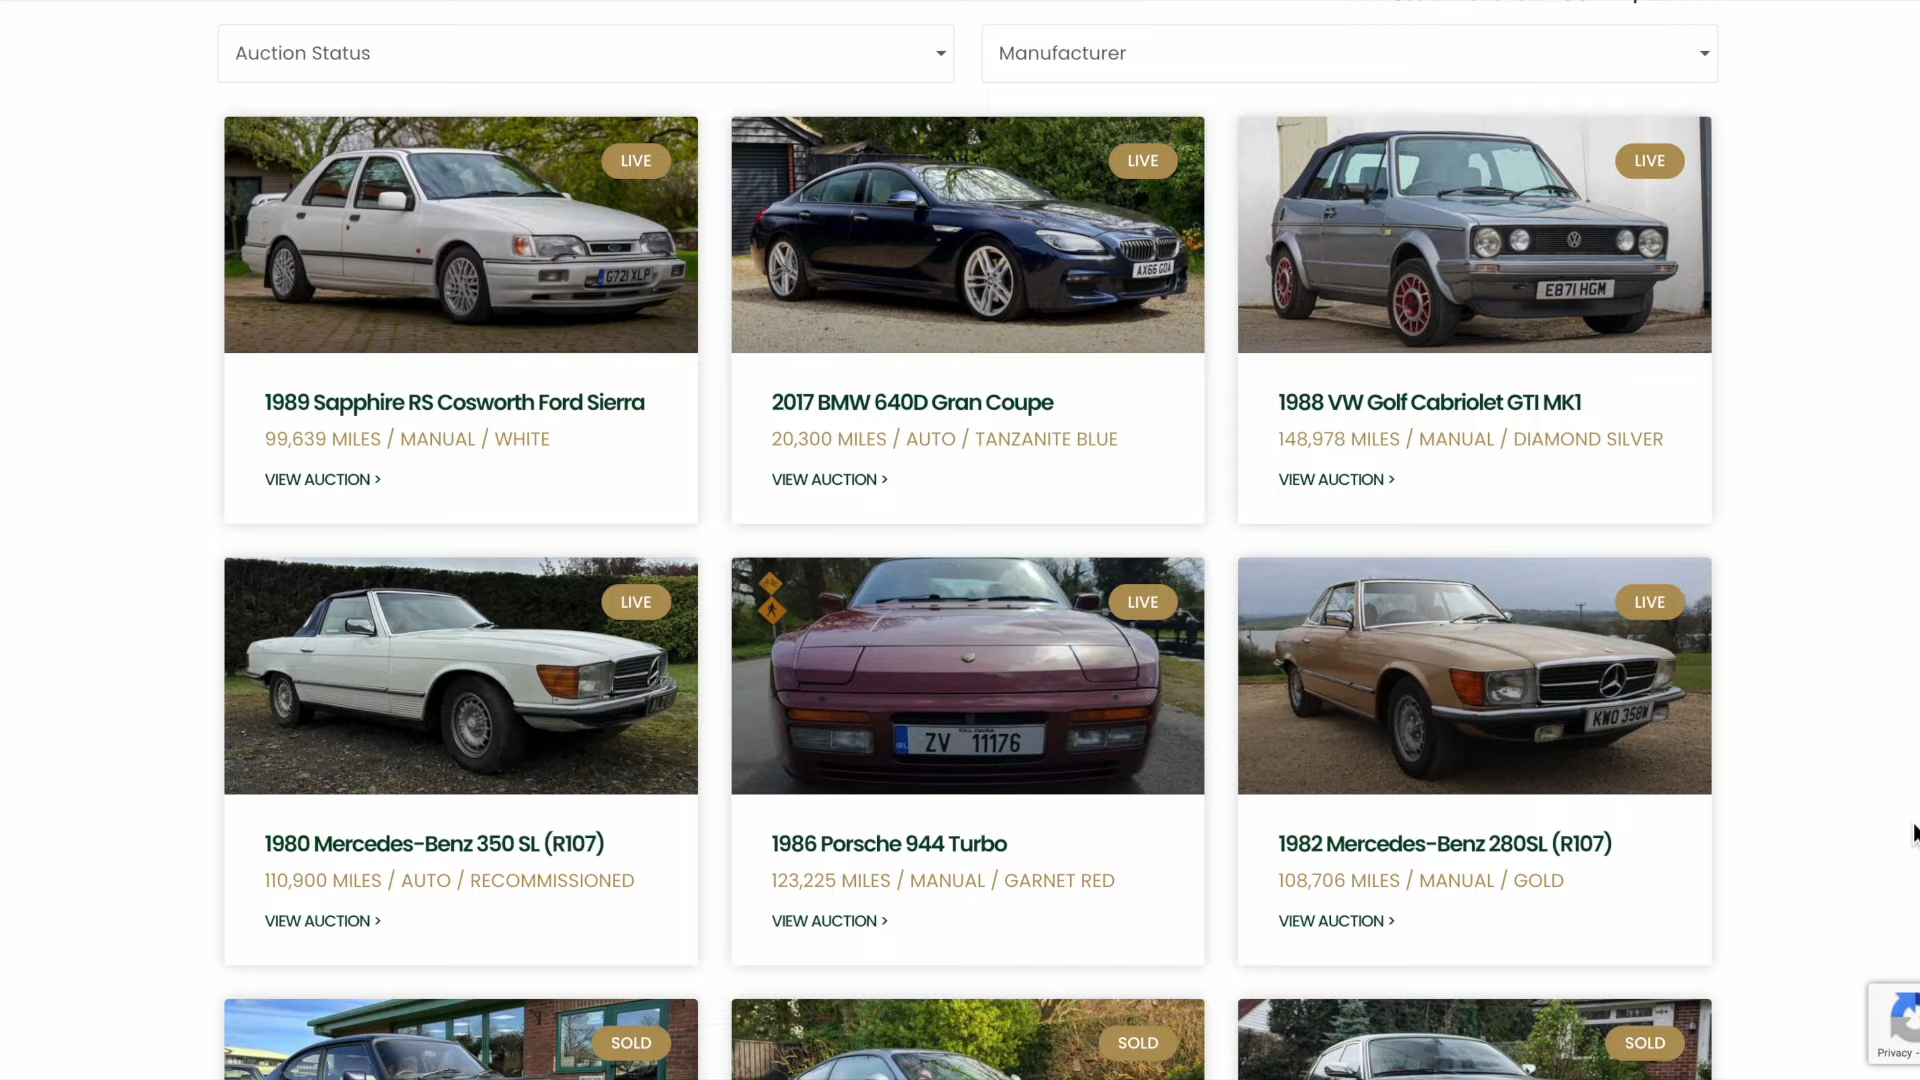 Auction Status
Manufacturer
LIVE
LIVE
LIVE
G721 XLP
AX66 GOA
E871 HGM
1989 Sapphire RS Cosworth Ford Sierra
2017 BMW 640D Gran Coupe
1988 VW Golf Cabriolet GTI MK1
99,639 MILES / MANUAL / WHITE
20,300 MILES / AUTO / TANZANITE BLUE
148,978 MILES / MANUAL / DIAMOND SILVER
VIEW AUCTION >
VIEW AUCTION >
VIEW AUCTION >
LIVE
LIVE
LIVE
KWO 358W
IRL ZV 11176
1980 Mercedes-Benz 350 SL (R107)
1986 Porsche 944 Turbo
1982 Mercedes-Benz 280SL (R107)
110,900 MILES / AUTO / RECOMMISSIONED
123,225 MILES / MANUAL / GARNET RED
108,706 MILES / MANUAL / GOLD
VIEW AUCTION >
VIEW AUCTION >
VIEW AUCTION >
SOLD
SOLD
SOLD
Privacy -